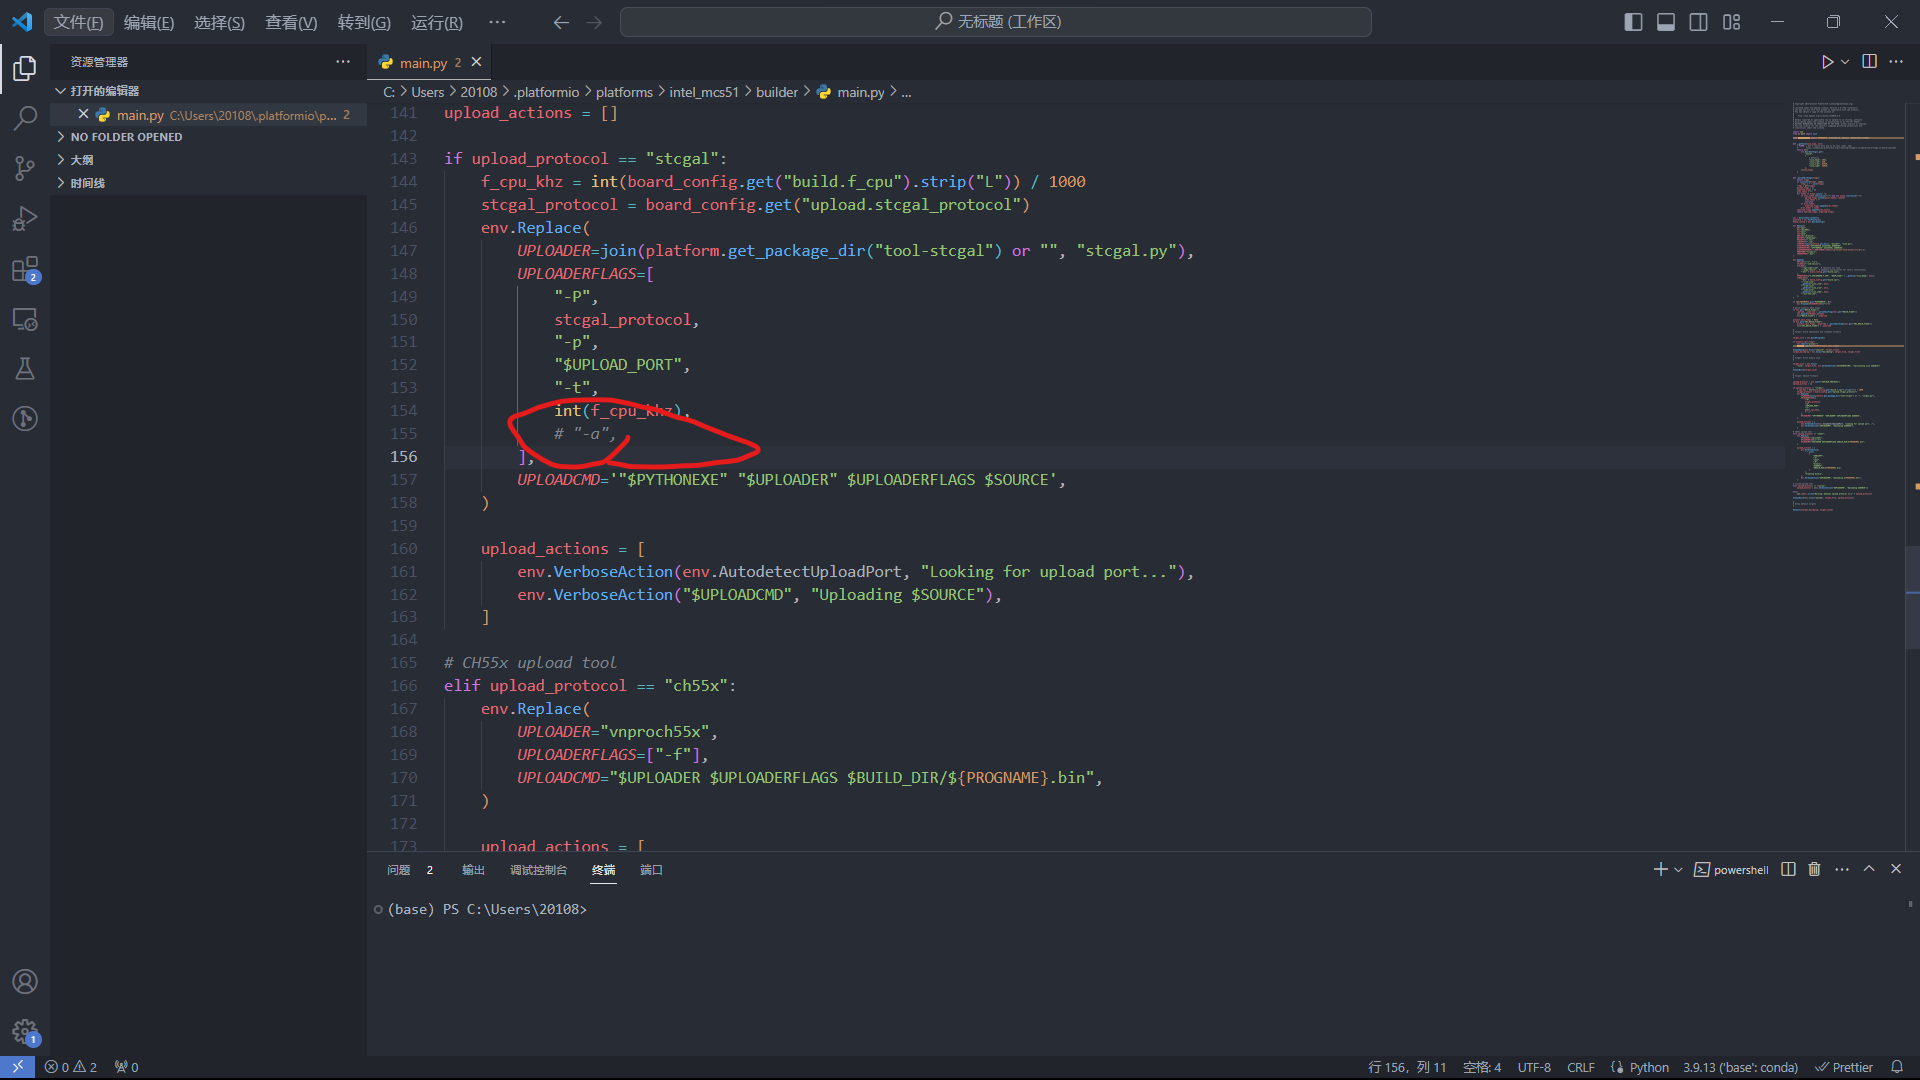 文件(F) 编辑(E) 选择(S) 查看(V) 转到(G) 运行(R) ··· 无标题 (工作区)
资源管理器 ···
打开的编辑器
main.py C:\Users\20108\.platformio\p... 2
NO FOLDER OPENED
大纲
时间线
2
1
main.py 2
C: > Users > 20108 > .platformio > platforms > intel_mcs51 > builder > main.py > ...
141 upload_actions = []
142
143 if upload_protocol == "stcgal":
144 f_cpu_khz = int(board_config.get("build.f_cpu").strip("L")) / 1000
145 stcgal_protocol = board_config.get("upload.stcgal_protocol")
146 env.Replace(
147 UPLOADER=join(platform.get_package_dir("tool-stcgal") or "", "stcgal.py"),
148 UPLOADERFLAGS=[
149 "-P",
150 stcgal_protocol,
151 "-p",
152 "$UPLOAD_PORT",
153 "-t",
154 int(f_cpu_khz),
155 # "-a",
156 ],
157 UPLOADCMD='"$PYTHONEXE" "$UPLOADER" $UPLOADERFLAGS $SOURCE',
158 )
159
160 upload_actions = [
161 env.VerboseAction(env.AutodetectUploadPort, "Looking for upload port..."),
162 env.VerboseAction("$UPLOADCMD", "Uploading $SOURCE"),
163 ]
164
165 # CH55x upload tool
166 elif upload_protocol == "ch55x":
167 env.Replace(
168 UPLOADER="vnproch55x",
169 UPLOADERFLAGS=["-f"],
170 UPLOADCMD="$UPLOADER $UPLOADERFLAGS $BUILD_DIR/${PROGNAME}.bin",
171 )
172
173 upload_actions = [
问题 2 输出 调试控制台 终端 端口 powershell ···
(base) PS C:\Users\20108>
0 2 0 行 156, 列 11 空格: 4 UTF-8 CRLF Python 3.9.13 ('base': conda) Prettier